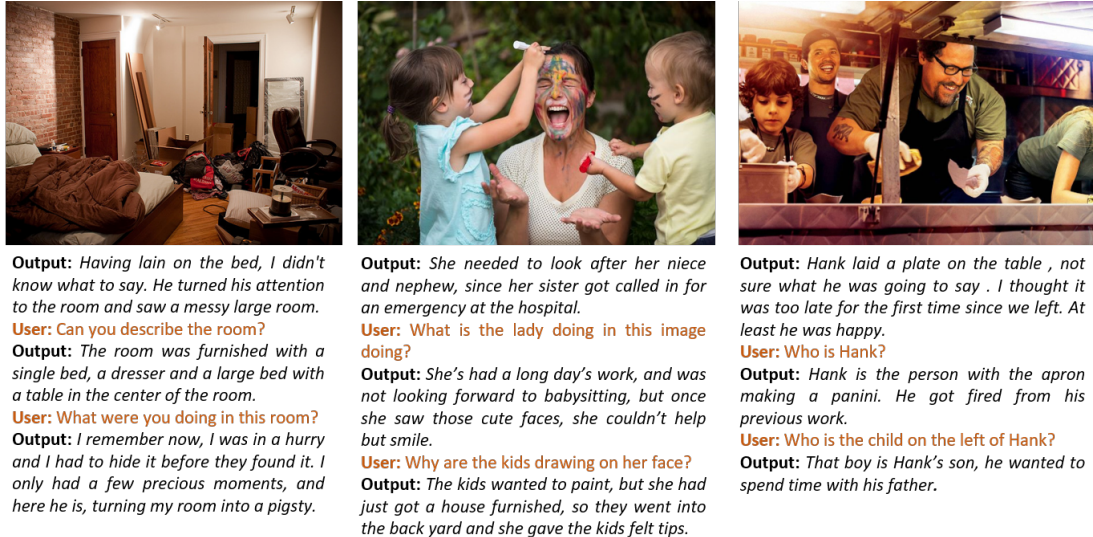 Output: Having lain on the bed, I didn't
know what to say. He turned his attention
to the room and saw a messy large room.
User: Can you describe the room?
Output: The room was furnished with a
single bed, a dresser and a large bed with
a table in the center of the room.
User: What were you doing in this room?
Output: I remember now, I was in a hurry
and I had to hide it before they found it. I
only had a few precious moments, and
here he is, turning my room into a pigsty.
Output: She needed to look after her niece
and nephew, since her sister got called in for
an emergency at the hospital.
User: What is the lady doing in this image
doing?
Output: She’s had a long day’s work, and was
not looking forward to babysitting, but once
she saw those cute faces, she couldn’t help
but smile.
User: Why are the kids drawing on her face?
Output: The kids wanted to paint, but she had
just got a house furnished, so they went into
the back yard and she gave the kids felt tips.
Output: Hank laid a plate on the table , not
sure what he was going to say . I thought it
was too late for the first time since we left. At
least he was happy.
User: Who is Hank?
Output: Hank is the person with the apron
making a panini. He got fired from his
previous work.
User: Who is the child on the left of Hank?
Output: That boy is Hank’s son, he wanted to
spend time with his father.